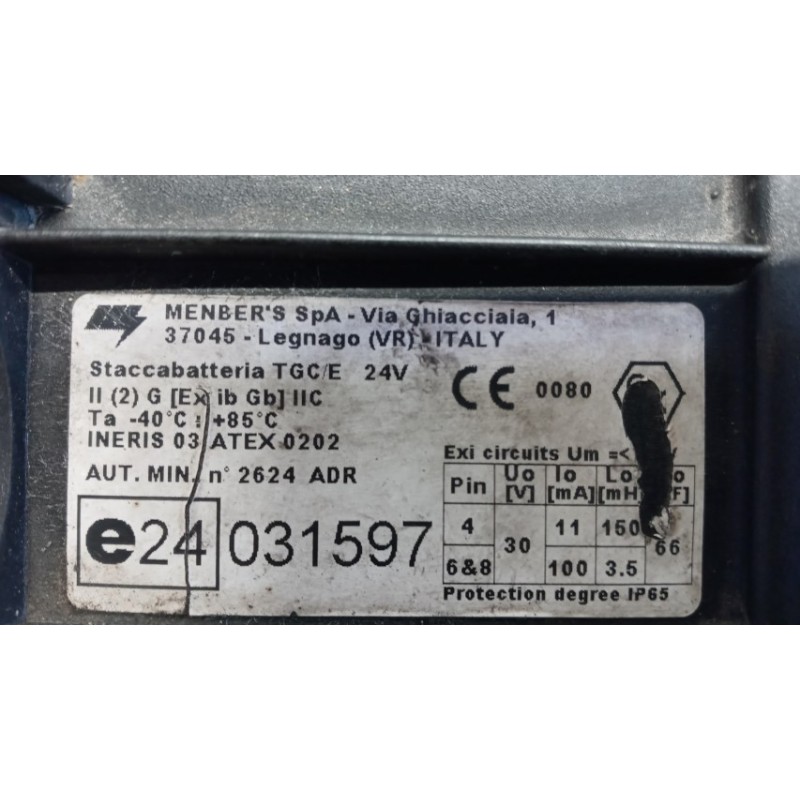 MENBER'S SpA - Via Ghiacciaia, 1
37045 - Legnago (VR) - ITALY
Staccabatteria TGC/E 24V
II (2) G [Ex ib Gb] IIC
Ta -40°C ÷ +85°C
INERIS 03 ATEX 0202
AUT. MIN. n° 2624 ADR
e24 031597
CE 0080
Exi circuits Um =<
Pin Uo [V] Io [mA] Lo [mH]
4 30 11 150 66
6&8 100 3.5
Protection degree IP65